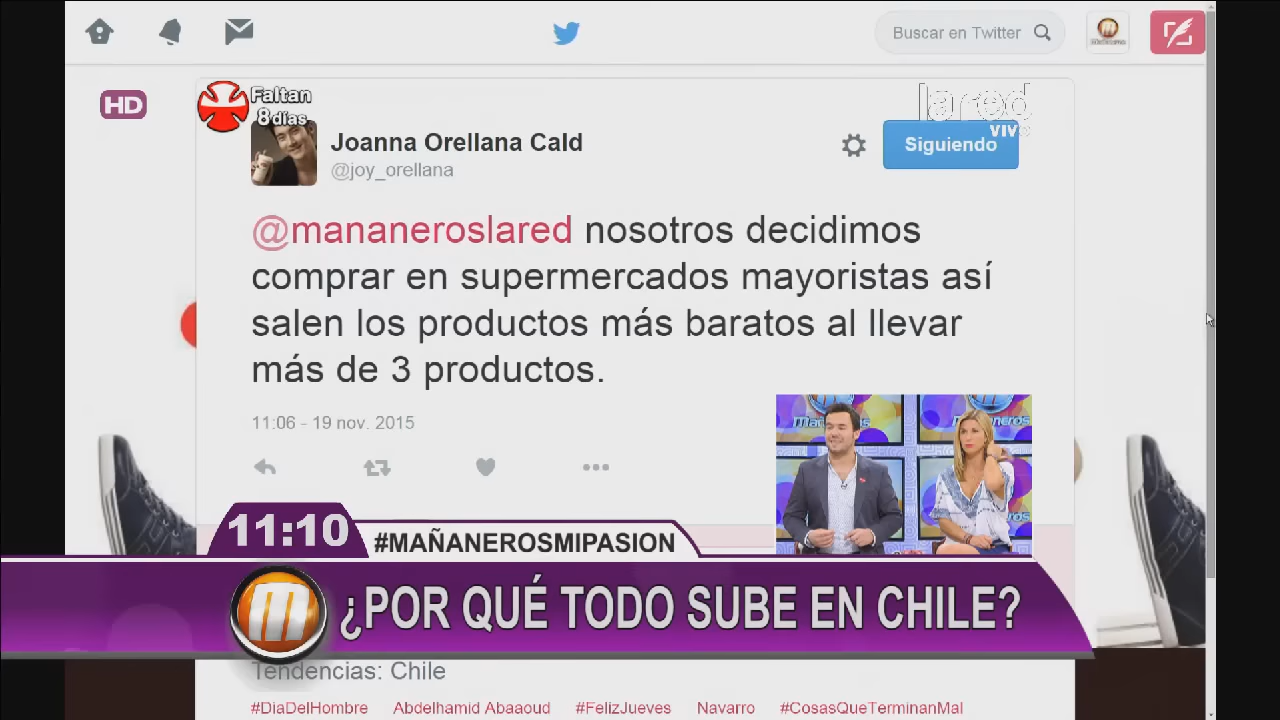 Buscar en Twitter
HD
Faltan
8 días
la red
VIVO
Joanna Orellana Cald
@joy_orellana
Siguiendo
@mananeroslared nosotros decidimos
comprar en supermercados mayoristas así
salen los productos más baratos al llevar
más de 3 productos.
11:06 - 19 nov. 2015
11:10
#MAÑANEROSMIPASION
m
¿POR QUÉ TODO SUBE EN CHILE?
Tendencias: Chile
#DiaDelHombre Abdelhamid Abaaoud #FelizJueves Navarro #CosasQueTerminanMal